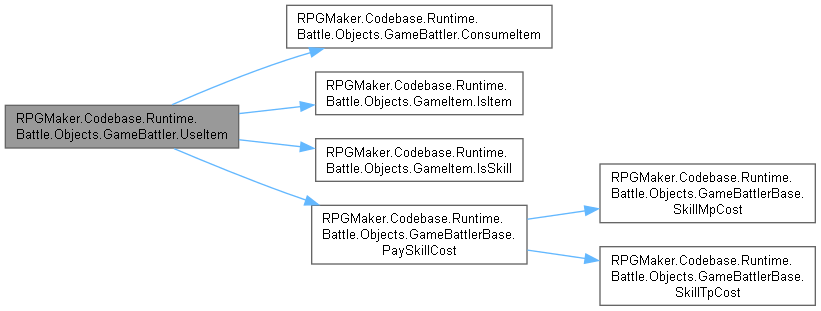 RPGMaker.Codebase.Runtime.
Battle.Objects.GameBattler.UseItem
RPGMaker.Codebase.Runtime.
Battle.Objects.GameBattler.ConsumeItem
RPGMaker.Codebase.Runtime.
Battle.Objects.GameItem.IsItem
RPGMaker.Codebase.Runtime.
Battle.Objects.GameItem.IsSkill
RPGMaker.Codebase.Runtime.
Battle.Objects.GameBattlerBase.
PaySkillCost
RPGMaker.Codebase.Runtime.
Battle.Objects.GameBattlerBase.
SkillMpCost
RPGMaker.Codebase.Runtime.
Battle.Objects.GameBattlerBase.
SkillTpCost